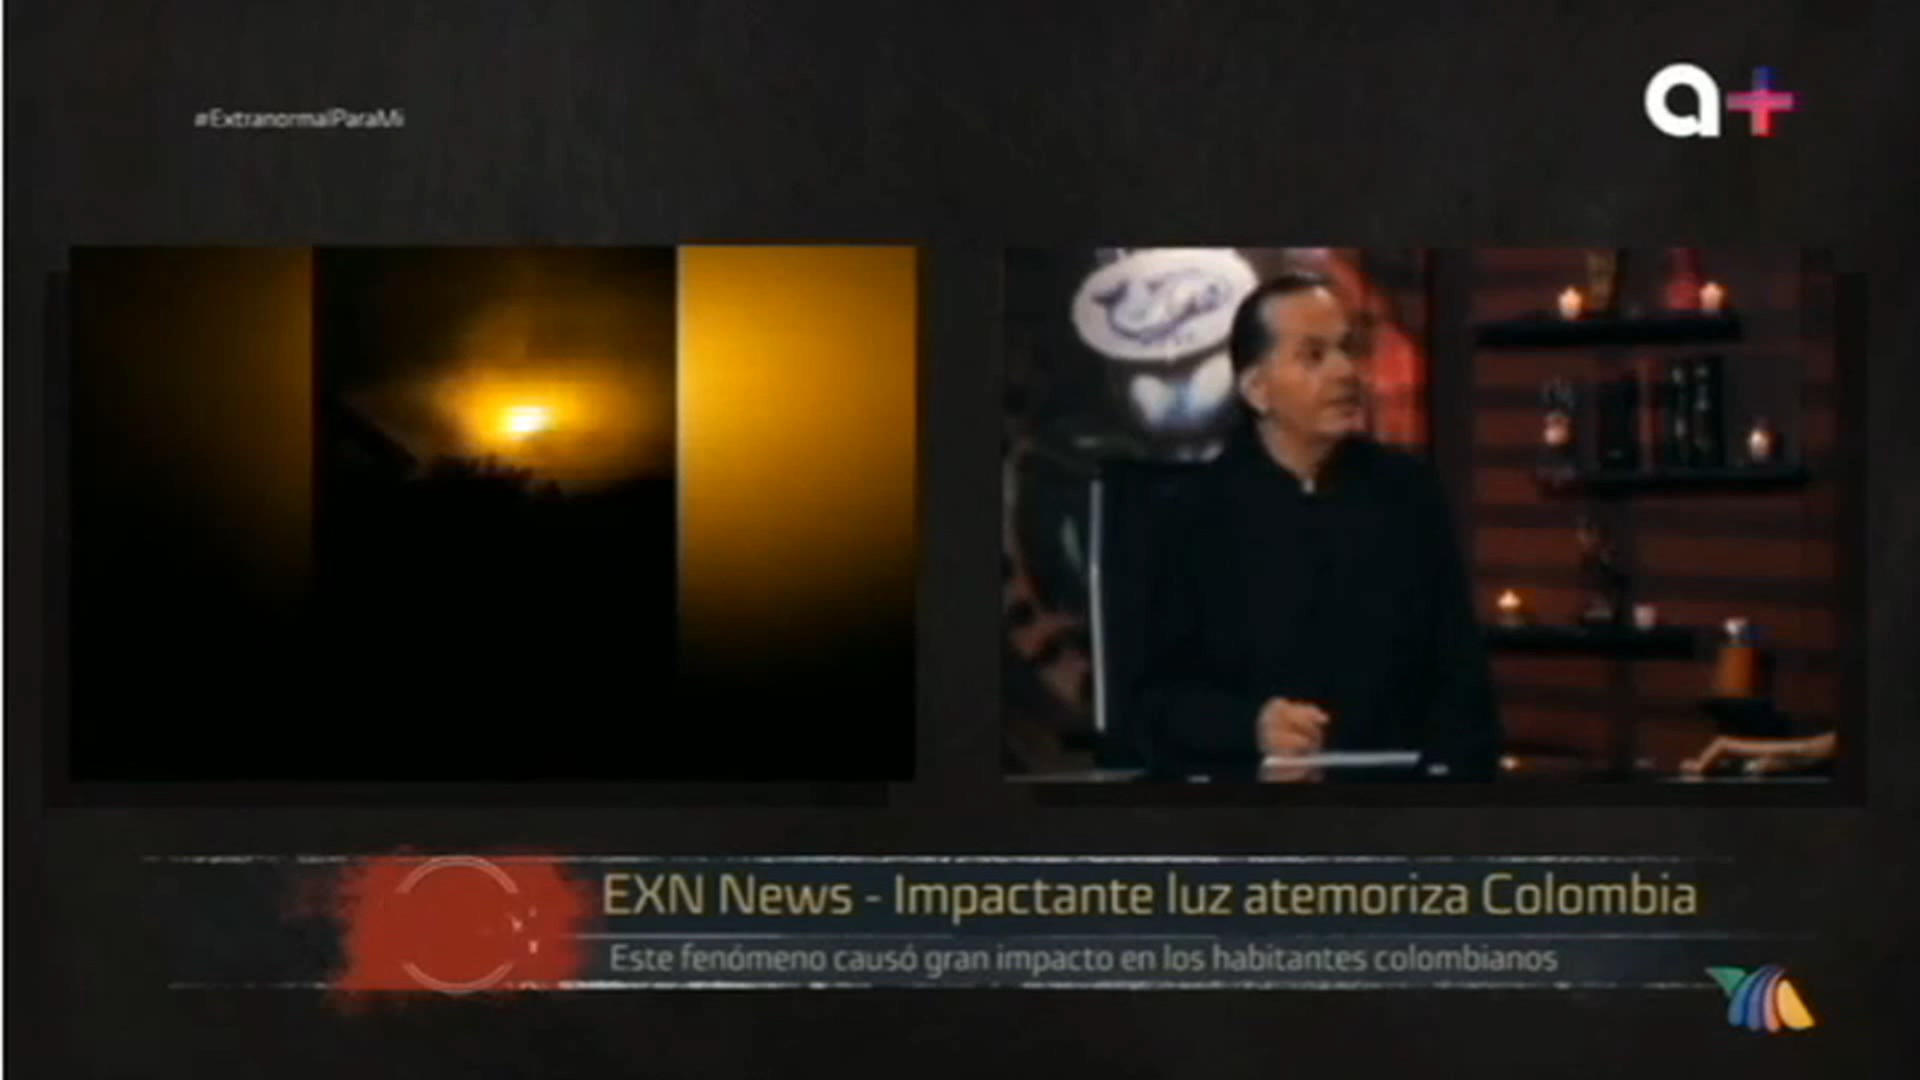 #ExtranormalParaMi
a+
EXN News - Impactante luz atemoriza Colombia
Este fenómeno causó gran impacto en los habitantes colombianos